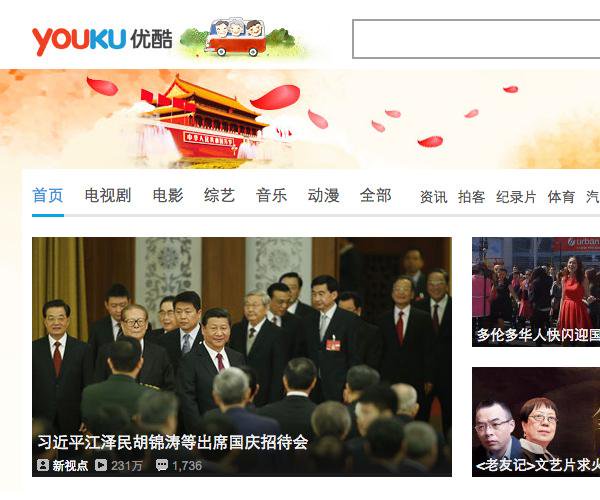 YOUKU 优酷
中华人民共和国万岁
首页 电视剧 电影 综艺 音乐 动漫 全部 资讯 拍客 纪录片 体育 汽
urban
多伦多华人快闪迎国
习近平江泽民胡锦涛等出席国庆招待会
新视点 231万 1,736
<老友记>文艺片求火